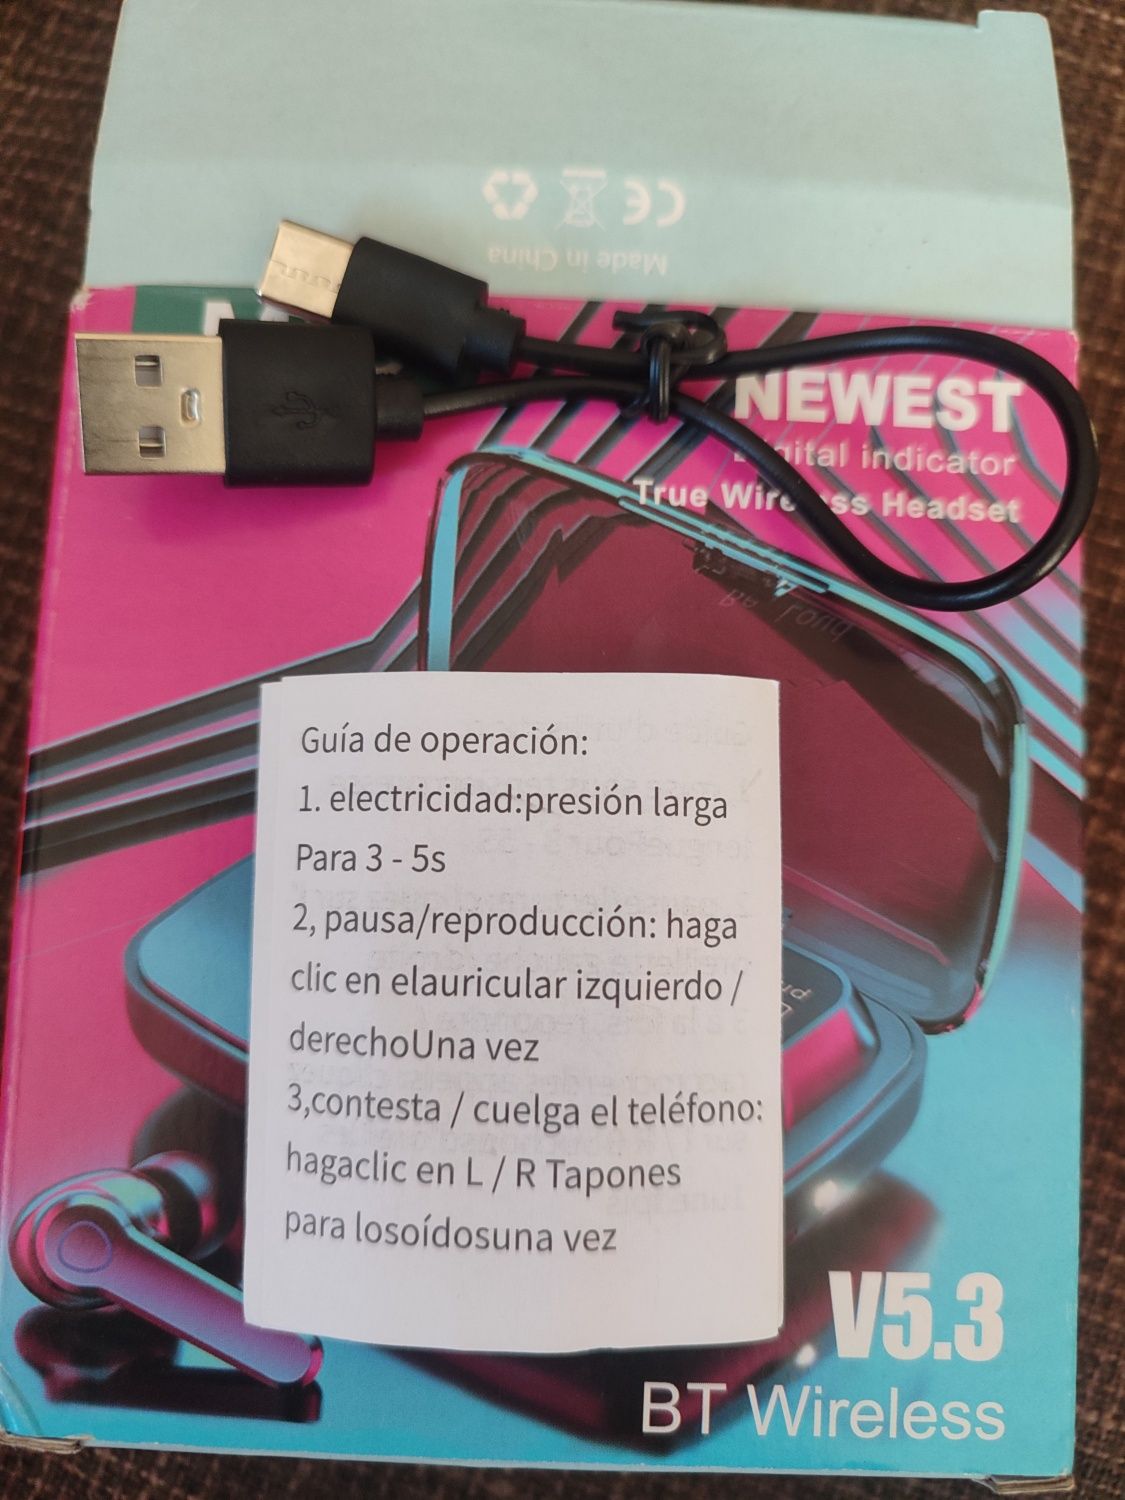 Made in China
NEWEST
Digital indicator
True Wireless Headset
Guía de operación:
1. electricidad:presión larga
Para 3 - 5s
2, pausa/reproducción: haga
clic en elauricular izquierdo /
derechoUna vez
3,contesta / cuelga el teléfono:
hagaclic en L / R Tapones
para losoídosuna vez
V5.3
BT Wireless